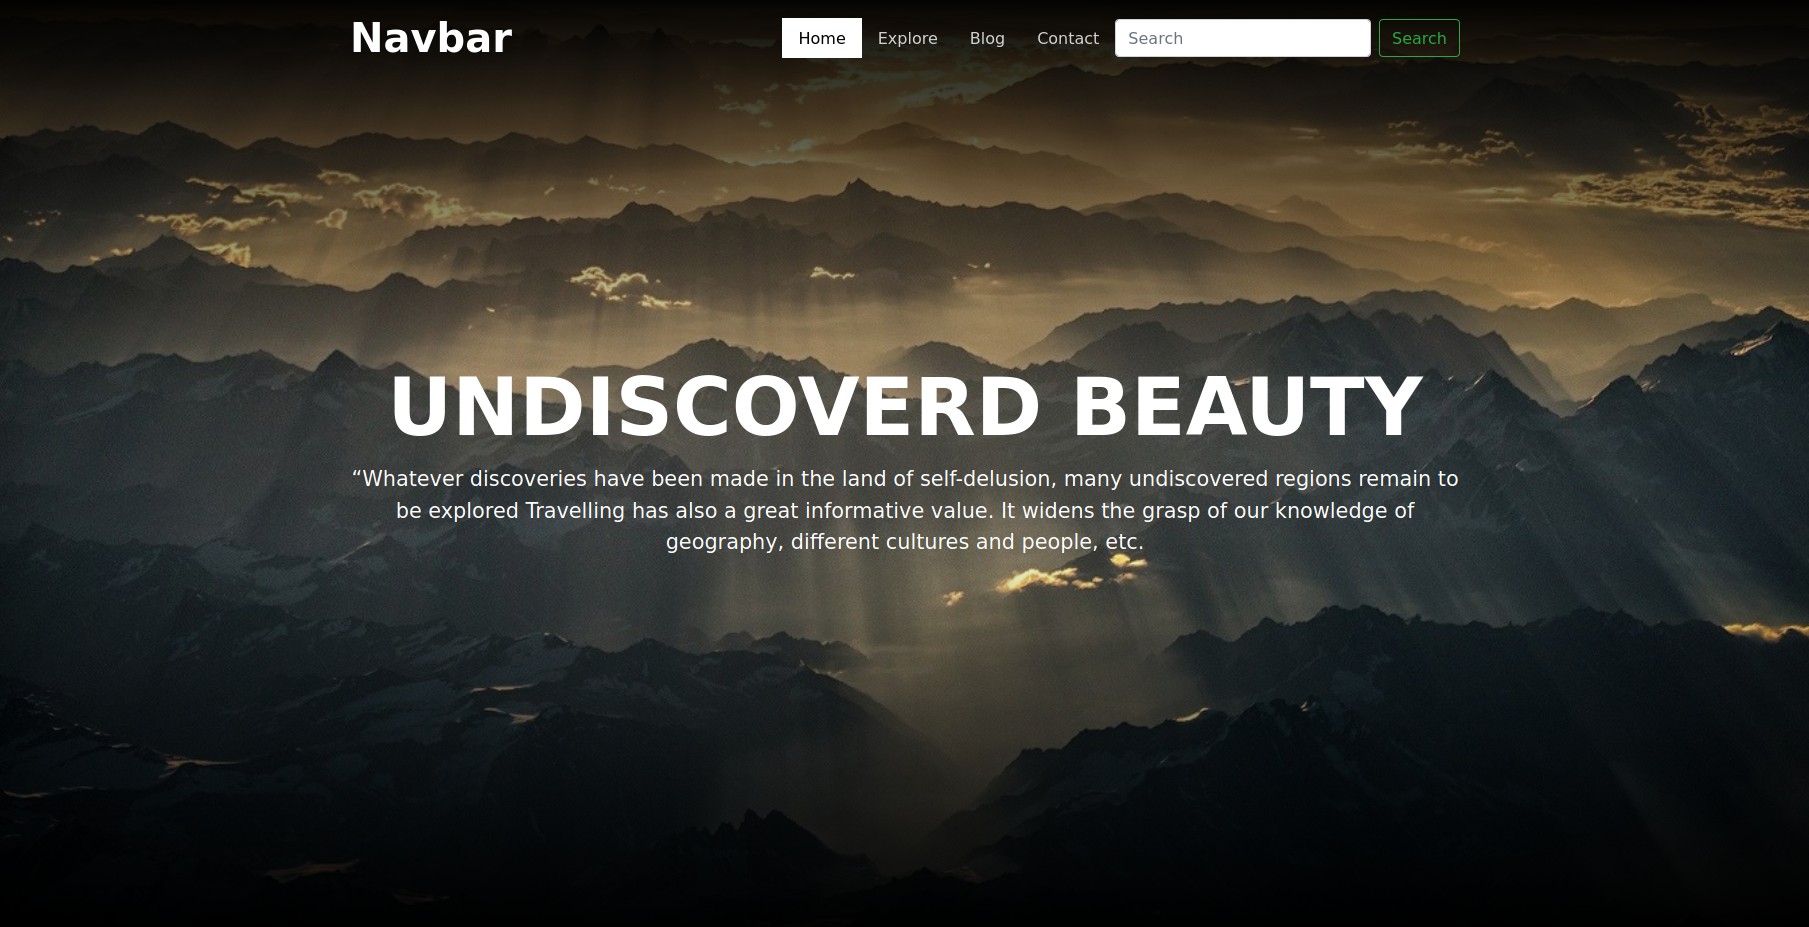 Navbar
Home Explore Blog Contact Search Search
UNDISCOVERD BEAUTY
“Whatever discoveries have been made in the land of self-delusion, many undiscovered regions remain to
be explored Travelling has also a great informative value. It widens the grasp of our knowledge of
geography, different cultures and people, etc.